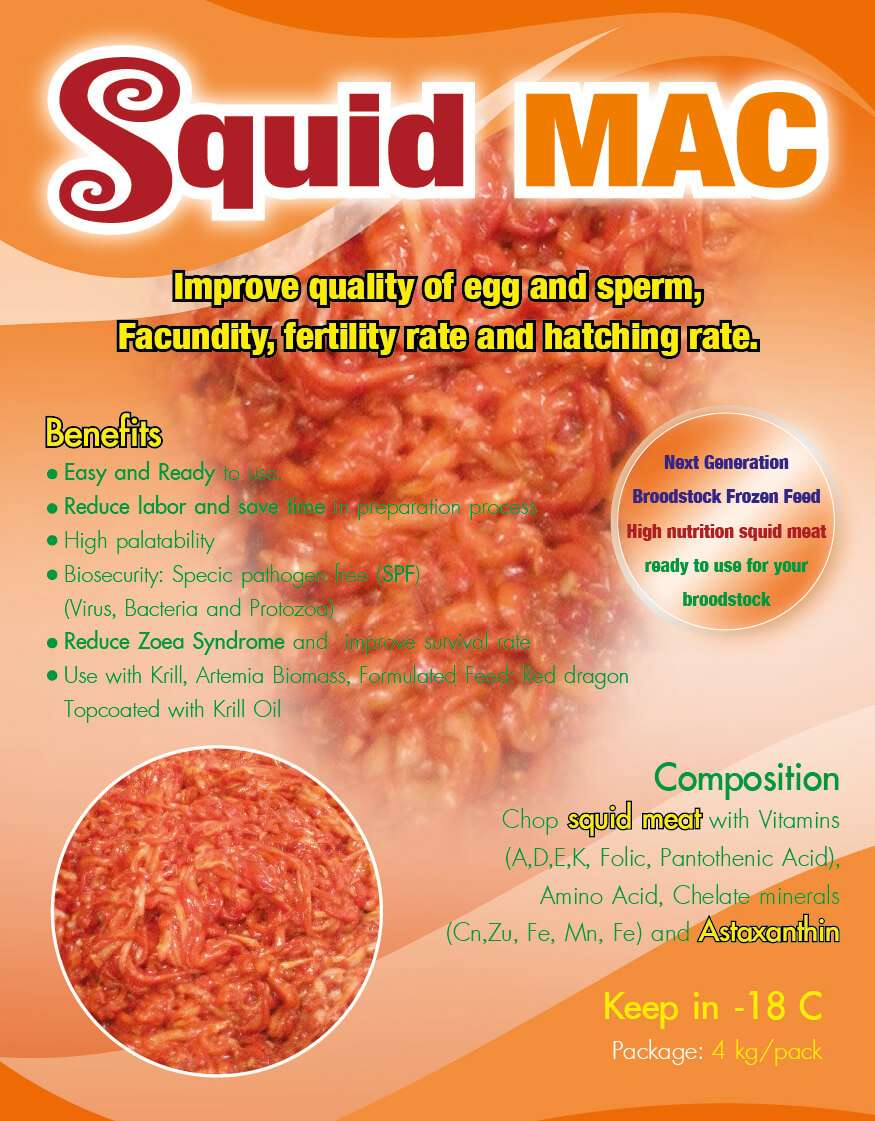 Squid MAC
Improve quality of egg and sperm,
Facundity, fertility rate and hatching rate.
Benefits
● Easy and Ready to use.
● Reduce labor and save time in preparation process
● High palatability
● Biosecurity: Specic pathogen free (SPF)
(Virus, Bacteria and Protozoa)
● Reduce Zoea Syndrome and improve survival rate
● Use with Krill, Artemia Biomass, Formulated Feed: Red dragon
Topcoated with Krill Oil
Next Generation
Broodstock Frozen Feed
High nutrition squid meat
ready to use for your
broodstock
Composition
Chop squid meat with Vitamins
(A,D,E,K, Folic, Pantothenic Acid),
Amino Acid, Chelate minerals
(Cn,Zu, Fe, Mn, Fe) and Astaxanthin
Keep in -18 C
Package: 4 kg/pack